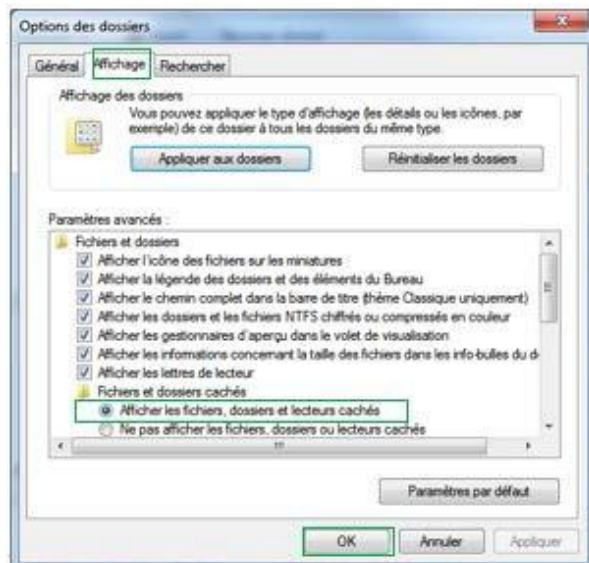 Options des dossiers
Général Affichage Rechercher
Affichage des dossiers
Vous pouvez appliquer le type d'affichage (les détails ou les icônes, par
exemple) de ce dossier à tous les dossiers du même type.
Appliquer aux dossiers Réinitialiser les dossiers
Paramètres avancés :
Fichiers et dossiers
Afficher l'icône des fichiers sur les miniatures
Afficher la légende des dossiers et des éléments du Bureau
Afficher le chemin complet dans la barre de titre (thème Classique uniquement)
Afficher les dossiers et les fichiers NTFS chiffrés ou compressés en couleur
Afficher les gestionnaires d'aperçu dans le volet de visualisation
Afficher les informations concernant la taille des fichiers dans les info-bulles du d
Afficher les lettres de lecteur
Fichiers et dossiers cachés
Afficher les fichiers, dossiers et lecteurs cachés
Ne pas afficher les fichiers, dossiers ou lecteurs cachés
Paramètres par défaut
OK Annuler Appliquer